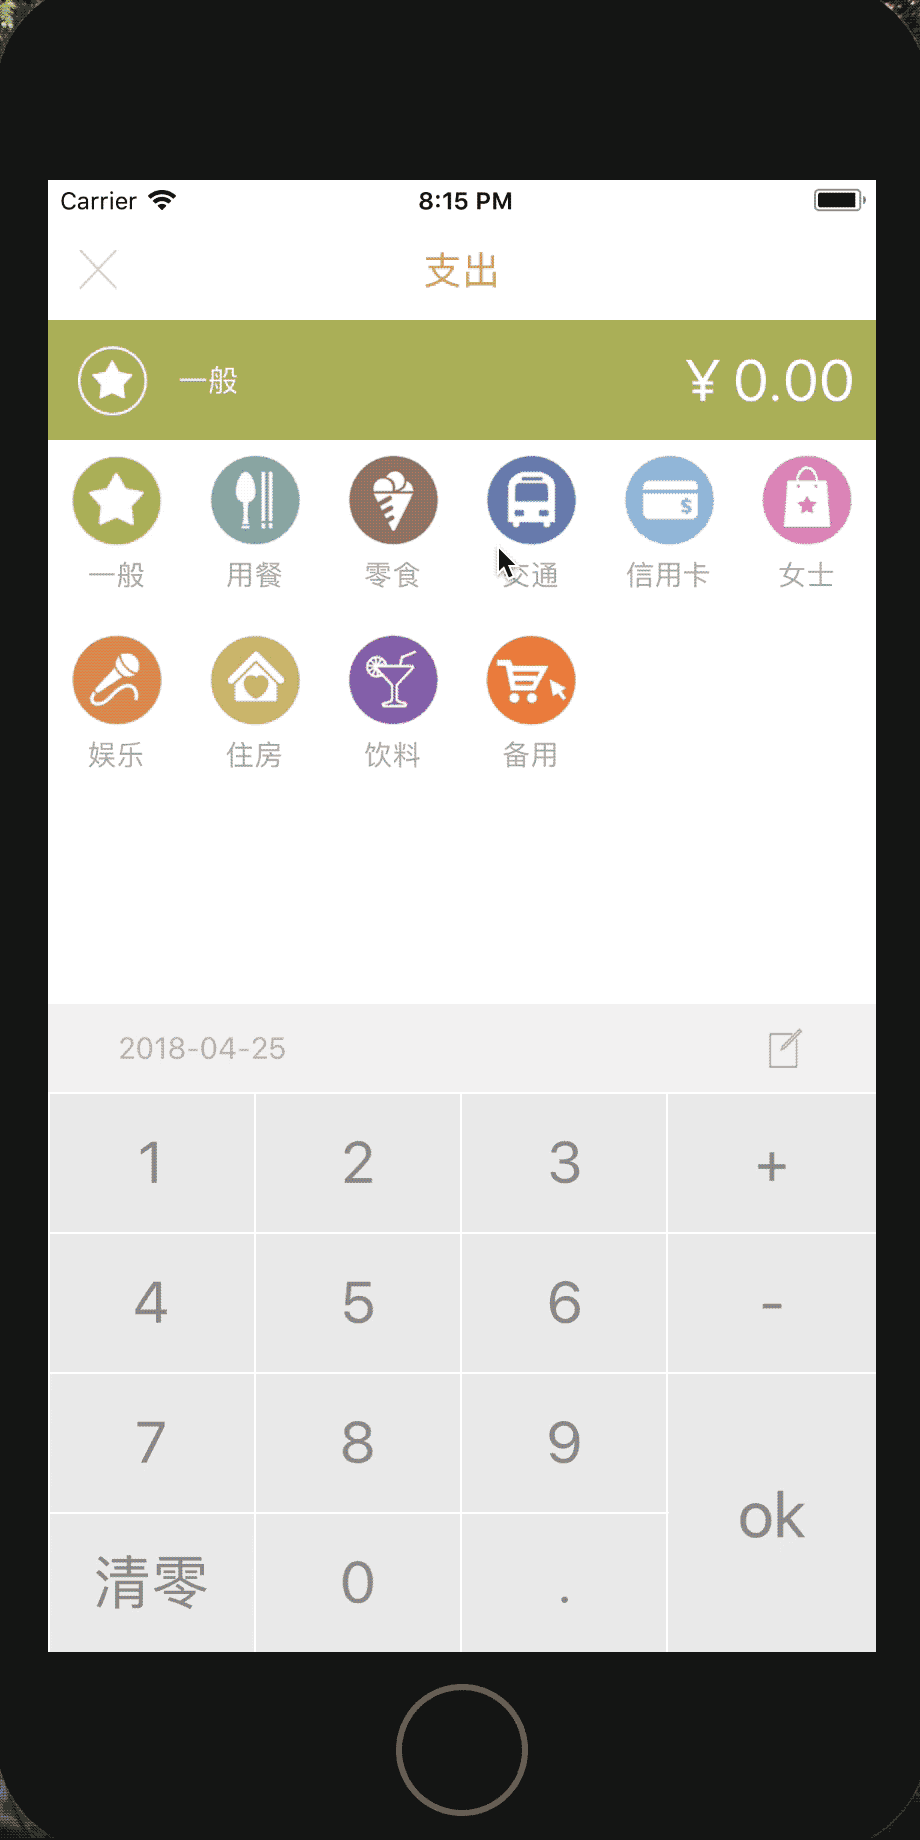 Carrier 8:15 PM
支出
一般 ¥ 0.00
一般 用餐 零食 交通 信用卡 女士
娱乐 住房 饮料 备用
2018-04-25
1 2 3 +
4 5 6 -
7 8 9
ok
清零 0 .